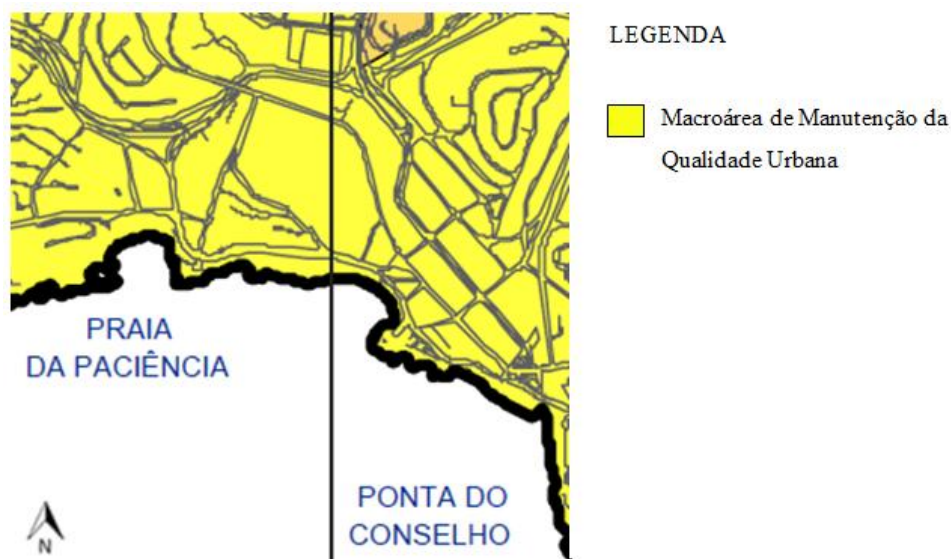 LEGENDA
Macroárea de Manutenção da
Qualidade Urbana
PRAIA
DA PACIÊNCIA
PONTA DO
CONSELHO
N